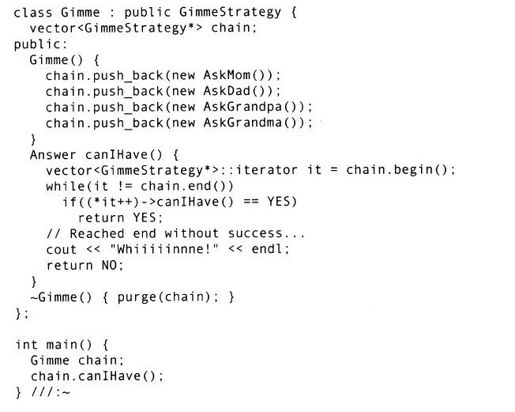 class Gimme : public GimmeStrategy {
  vector<GimmeStrategy*> chain;
public:
  Gimme() {
    chain.push_back(new AskMom());
    chain.push_back(new AskDad());
    chain.push_back(new AskGrandpa());
    chain.push_back(new AskGrandma());
  }
  Answer canIHave() {
    vector<GimmeStrategy*>::iterator it = chain.begin();
    while(it != chain.end())
      if((*it++)->canIHave() == YES)
        return YES;
    // Reached end without success...
    cout << "Whiiiiinnne!" << endl;
    return NO;
  }
  ~Gimme() { purge(chain); }
};

int main() {
  Gimme chain;
  chain.canIHave();
} ///:~